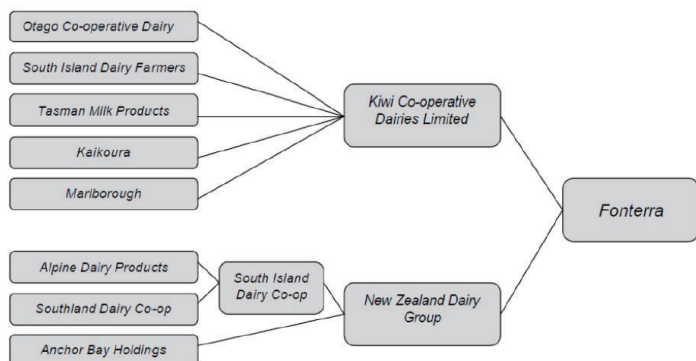 Otago Co-operative Dairy
South Island Dairy Farmers
Tasman Milk Products
Kaikoura
Marlborough
Kiwi Co-operative
Dairies Limited
Fonterra
Alpine Dairy Products
Southland Dairy Co-op
Anchor Bay Holdings
South Island
Dairy Co-op
New Zealand Dairy
Group